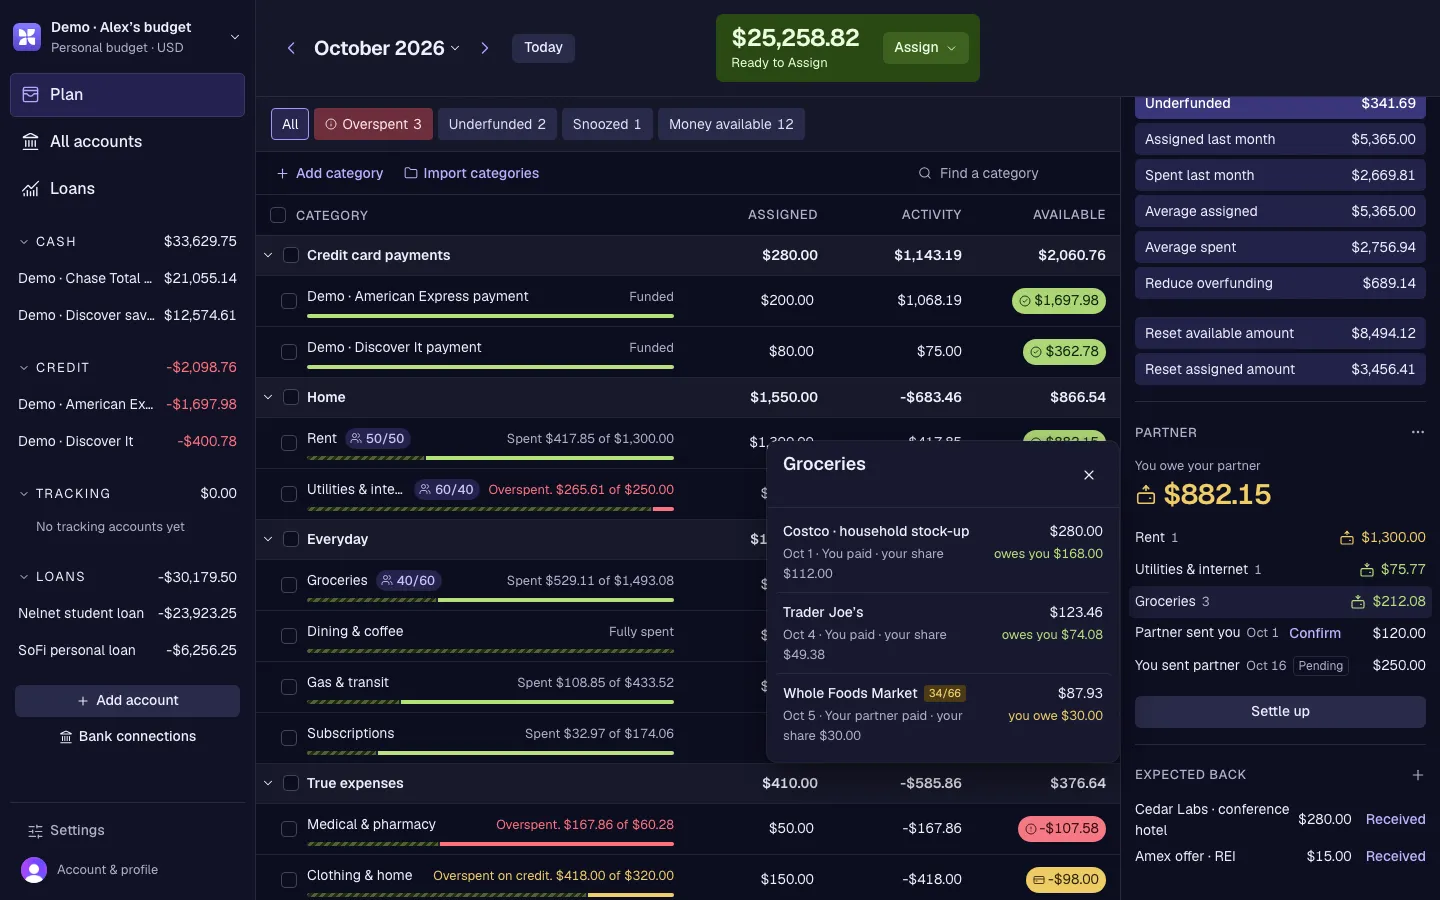 Demo · Alex's budget
Personal budget · USD
Plan
All accounts
Loans
CASH $33,629.75
Demo · Chase Total ... $21,055.14
Demo · Discover sav... $12,574.61
CREDIT -$2,098.76
Demo · American Ex... -$1,697.98
Demo · Discover It -$400.78
TRACKING $0.00
No tracking accounts yet
LOANS -$30,179.50
Nelnet student loan -$23,923.25
SoFi personal loan -$6,256.25
+ Add account
Bank connections
Settings
Account & profile
October 2026
Today
$25,258.82
Ready to Assign
Assign
All
Overspent 3
Underfunded 2
Snoozed 1
Money available 12
+ Add category
Import categories
Find a category
CATEGORY ASSIGNED ACTIVITY AVAILABLE
Credit card payments $280.00 $1,143.19 $2,060.76
Demo · American Express payment Funded $200.00 $1,068.19 $1,697.98
Demo · Discover It payment Funded $80.00 $75.00 $362.78
Home $1,550.00 -$683.46 $866.54
Rent 50/50 Spent $417.85 of $1,300.00
Utilities & inte... 60/40 Overspent. $265.61 of $250.00
Everyday
Groceries 40/60 Spent $529.11 of $1,493.08
Dining & coffee Fully spent
Gas & transit Spent $108.85 of $433.52
Subscriptions Spent $32.97 of $174.06
True expenses $410.00 -$585.86 $376.64
Medical & pharmacy Overspent. $167.86 of $60.28 $50.00 -$167.86 -$107.58
Clothing & home Overspent on credit. $418.00 of $320.00 $150.00 -$418.00 -$98.00
Groceries
Costco · household stock-up $280.00
Oct 1 · You paid · your share owes you $168.00
$112.00
Trader Joe's $123.46
Oct 4 · You paid · your share owes you $74.08
$49.38
Whole Foods Market 34/66 $87.93
Oct 5 · Your partner paid · your you owe $30.00
share $30.00
Underfunded $341.69
Assigned last month $5,365.00
Spent last month $2,669.81
Average assigned $5,365.00
Average spent $2,756.94
Reduce overfunding $689.14
Reset available amount $8,494.12
Reset assigned amount $3,456.41
PARTNER
You owe your partner
$882.15
Rent 1 $1,300.00
Utilities & internet 1 $75.77
Groceries 3 $212.08
Partner sent you Oct 1 Confirm $120.00
You sent partner Oct 16 Pending $250.00
Settle up
EXPECTED BACK
Cedar Labs · conference
hotel $280.00 Received
Amex offer · REI $15.00 Received